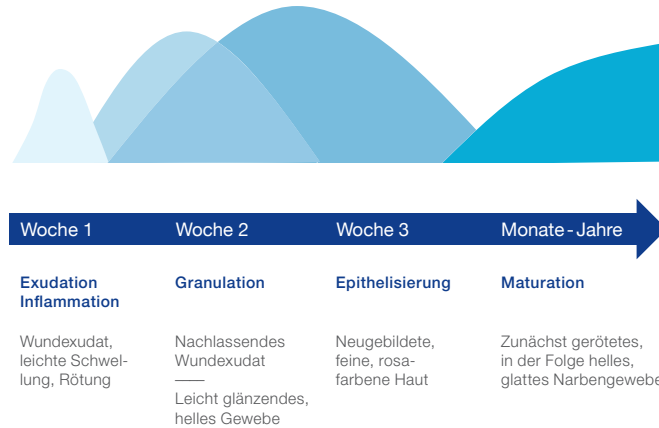 Woche 1
Woche 2
Woche 3
Monate - Jahre
Exudation
Inflammation
Granulation
Epithelisierung
Maturation
Wundexudat,
leichte Schwel-
lung, Rötung
Nachlassendes
Wundexudat
Leicht glänzendes,
helles Gewebe
Neugebildete,
feine, rosa-
farbene Haut
Zunächst gerötetes,
in der Folge helles,
glattes Narbengewebe